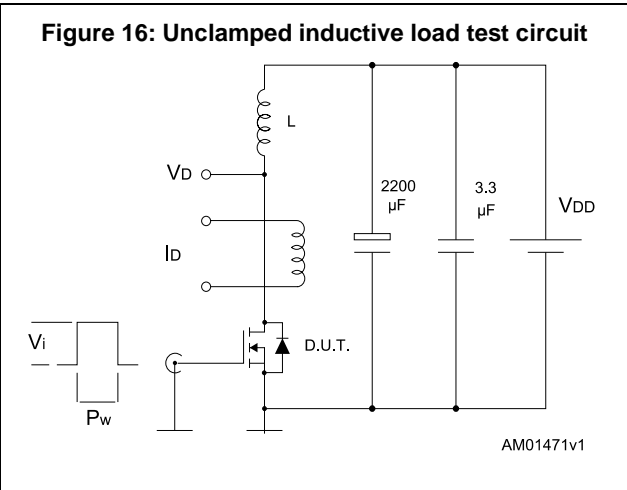 Figure 16: Unclamped inductive load test circuit
L
VD
2200
µF
3.3
µF
VDD
ID
Vi
D.U.T.
Pw
AM01471v1